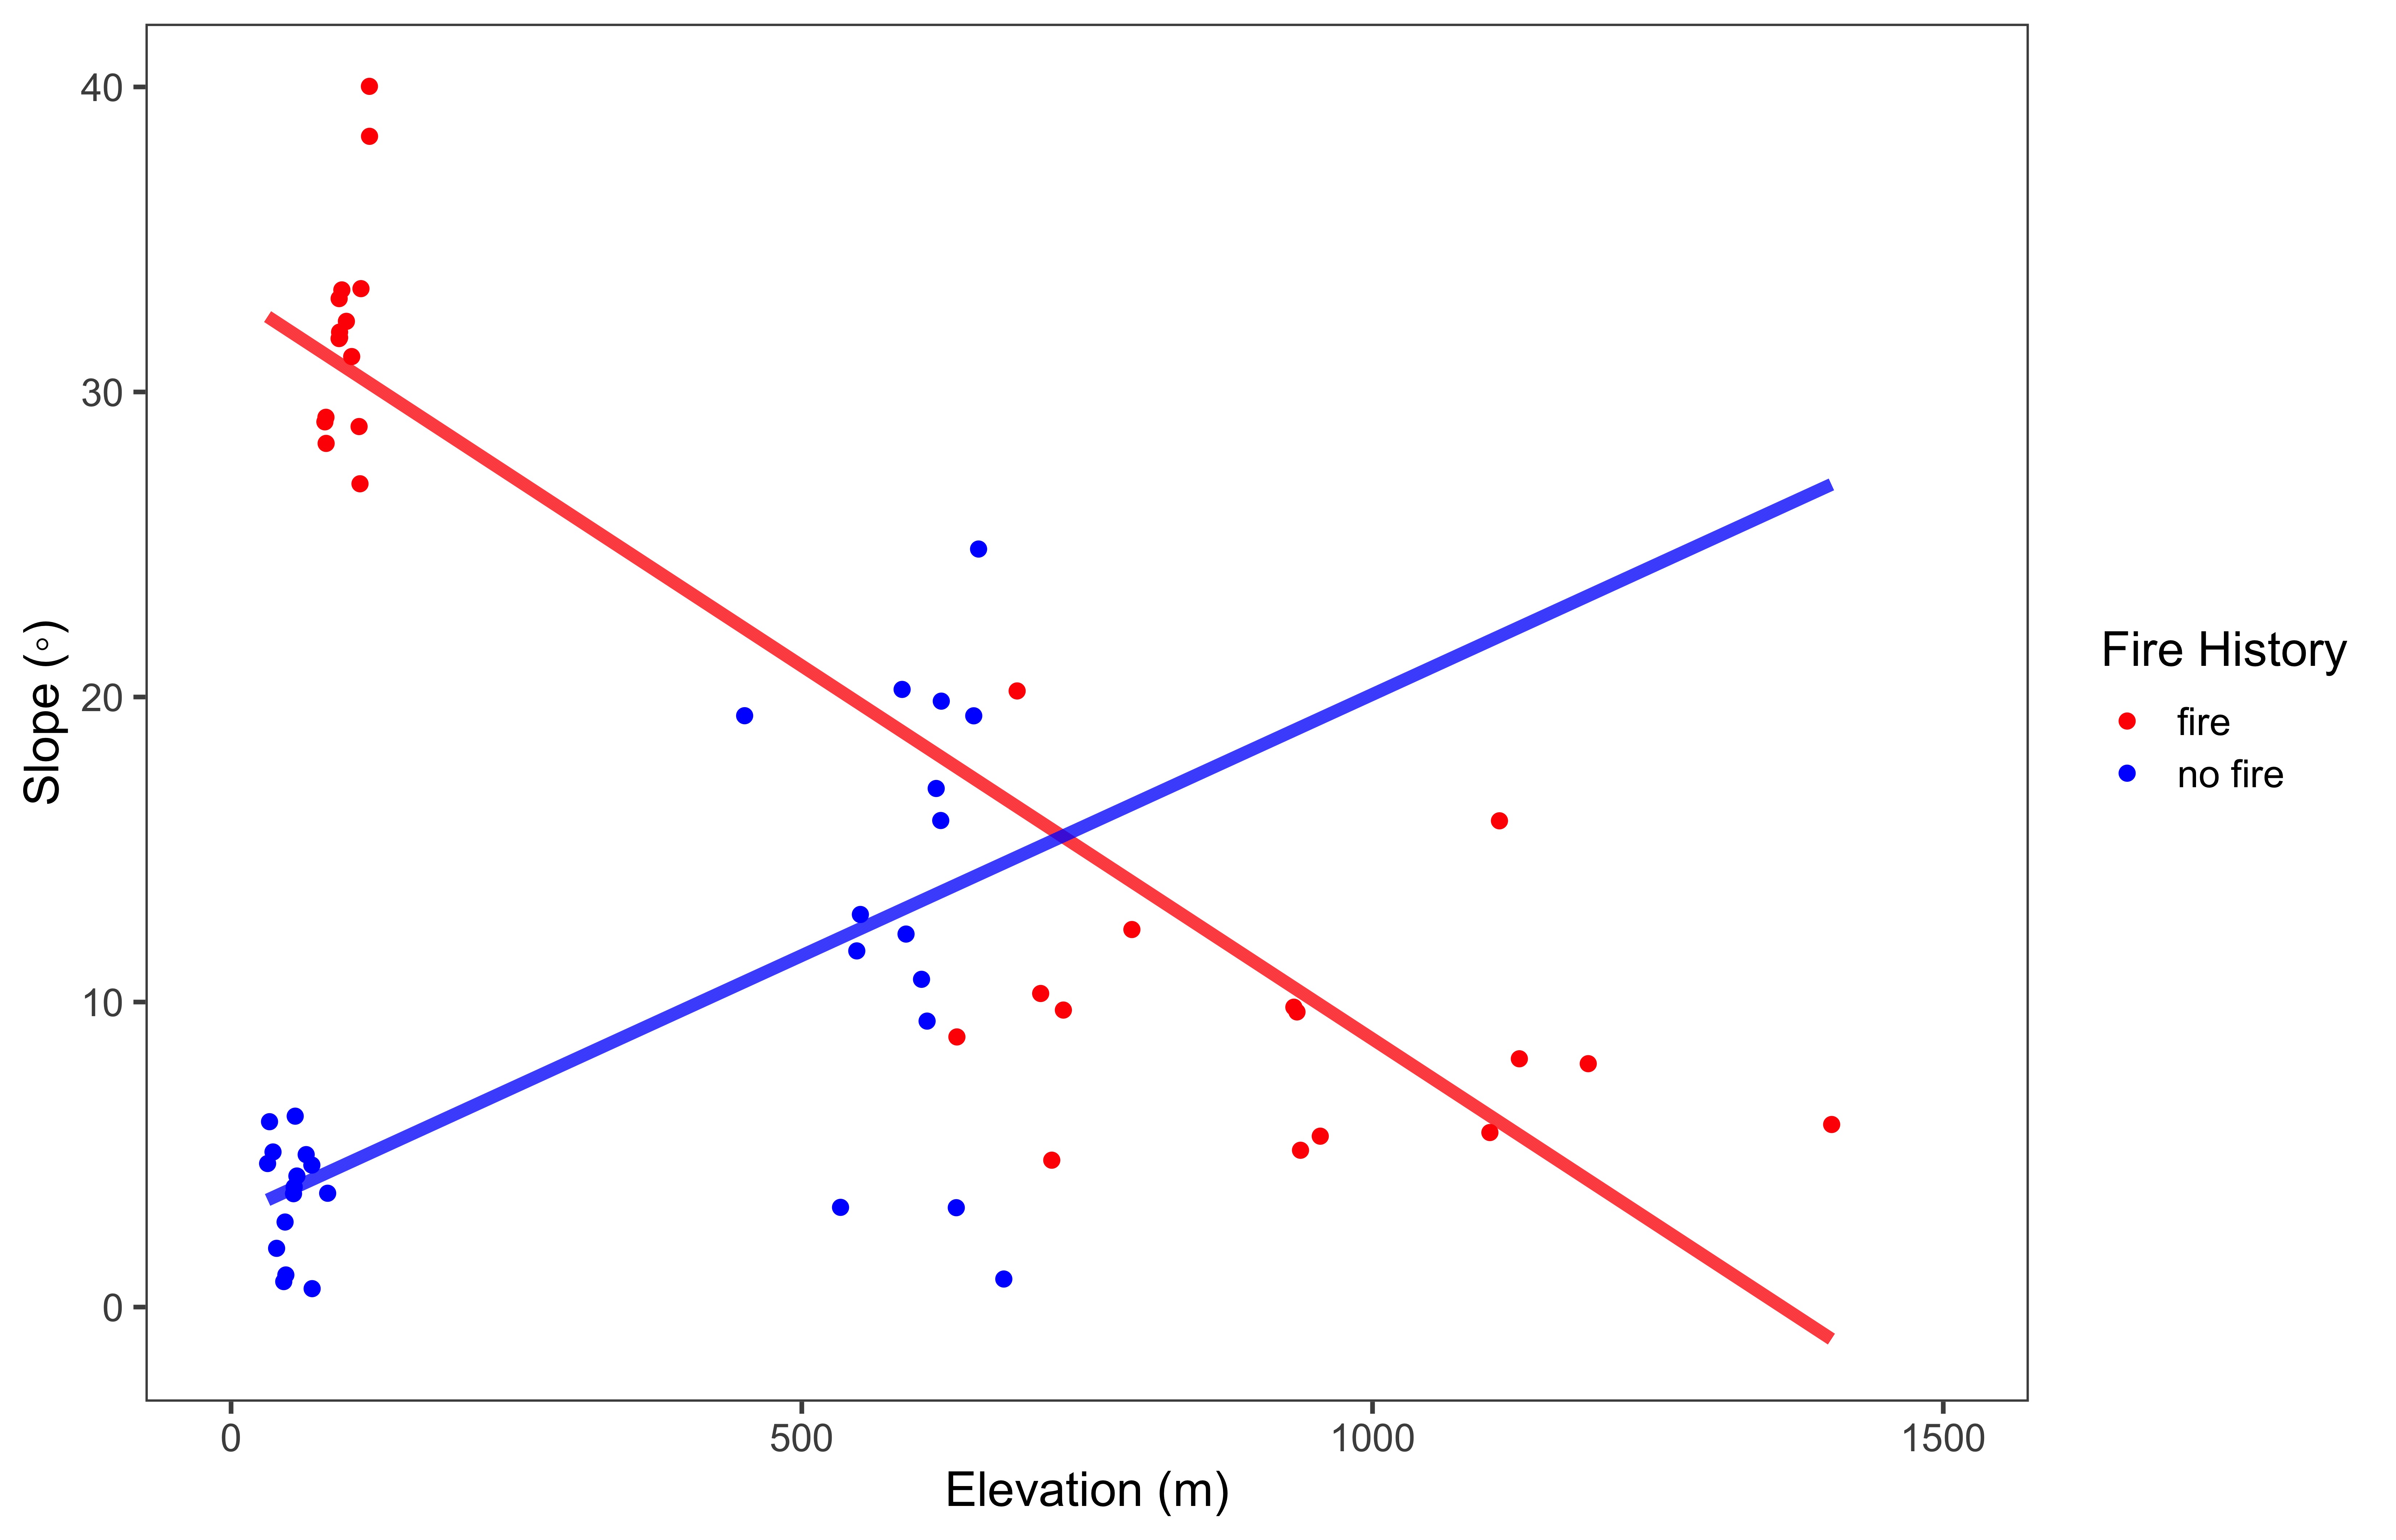 40
30
20
10
0
Slope (°)
0 500 1000 1500
Elevation (m)
Fire History
fire
no fire